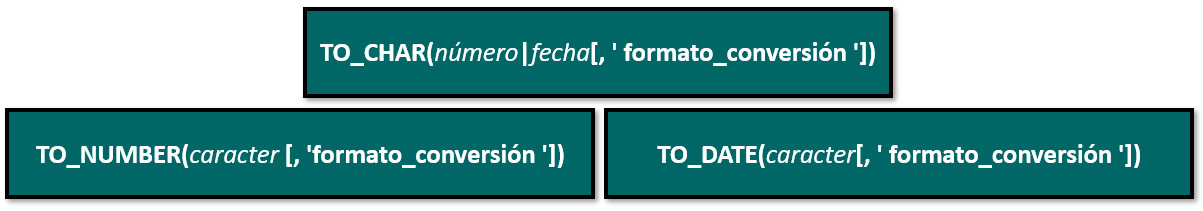 TO_CHAR(número|fecha[, ' formato_conversión '])
TO_NUMBER(caracter [, 'formato_conversión '])
TO_DATE(caracter[, ' formato_conversión '])